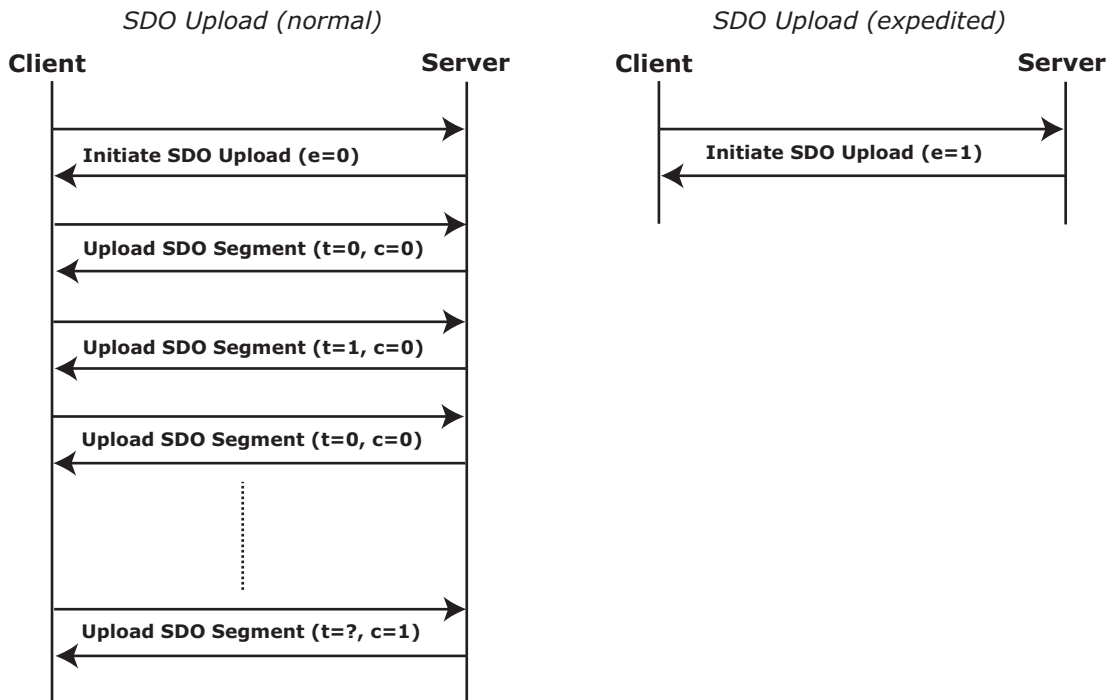 SDO Upload (normal)
Client Server
Initiate SDO Upload (e=0)
Upload SDO Segment (t=0, c=0)
Upload SDO Segment (t=1, c=0)
Upload SDO Segment (t=0, c=0)
Upload SDO Segment (t=?, c=1)
SDO Upload (expedited)
Client Server
Initiate SDO Upload (e=1)